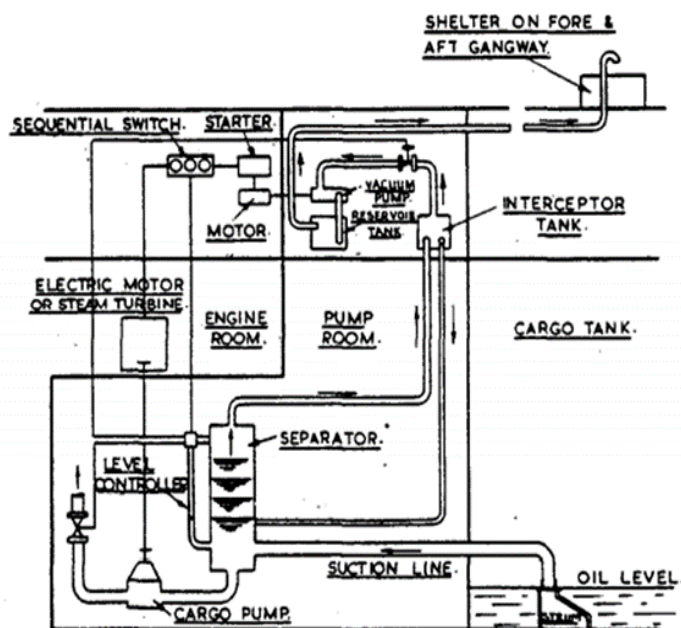 SHELTER ON FORE &
AFT GANGWAY.
SEQUENTIAL SWITCH.
STARTER.
VACUUM
PUMP.
RESERVOIR
TANK
MOTOR.
INTERCEPTOR
TANK.
ELECTRIC MOTOR
OR STEAM TURBINE.
ENGINE
ROOM.
PUMP
ROOM.
CARGO TANK.
SEPARATOR.
LEVEL
CONTROLLER
SUCTION LINE.
OIL LEVEL.
CARGO PUMP.